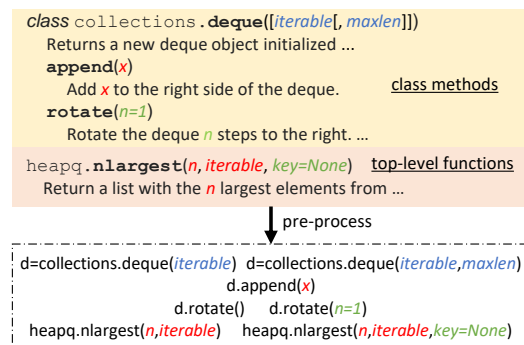 class collections.deque([iterable[, maxlen]])
Returns a new deque object initialized ...
append(x)
Add x to the right side of the deque.
class methods
rotate(n=1)
Rotate the deque n steps to the right. ...
heapq.nlargest(n, iterable, key=None) top-level functions
Return a list with the n largest elements from ...
pre-process
d=collections.deque(iterable) d=collections.deque(iterable,maxlen)
d.append(x)
d.rotate() d.rotate(n=1)
heapq.nlargest(n,iterable) heapq.nlargest(n,iterable,key=None)